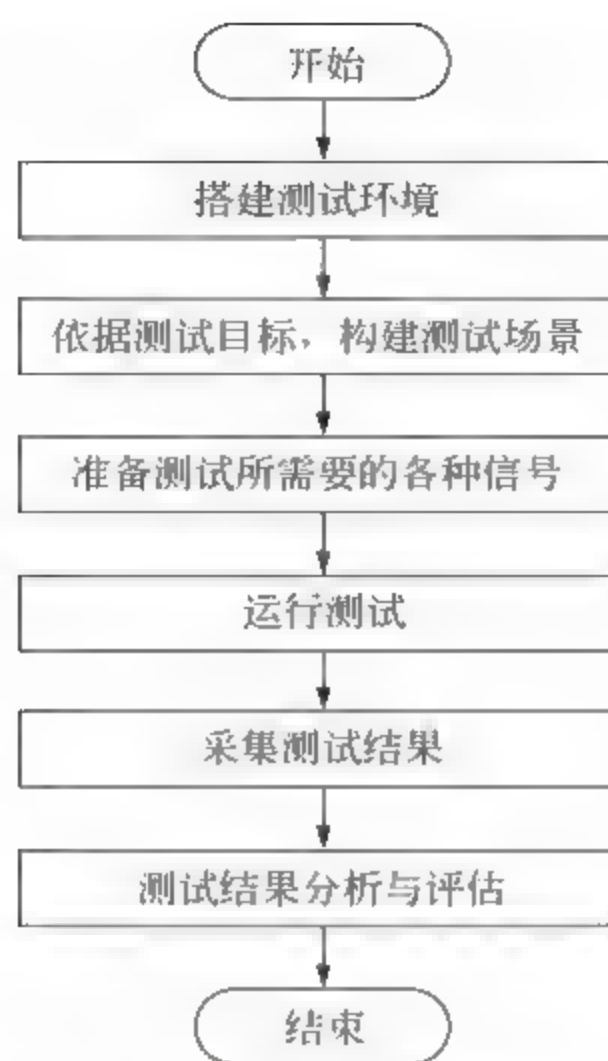 开始
搭建测试环境
依据测试目标，构建测试场景
准备测试所需要的各种信号
运行测试
采集测试结果
测试结果分析与评估
结束